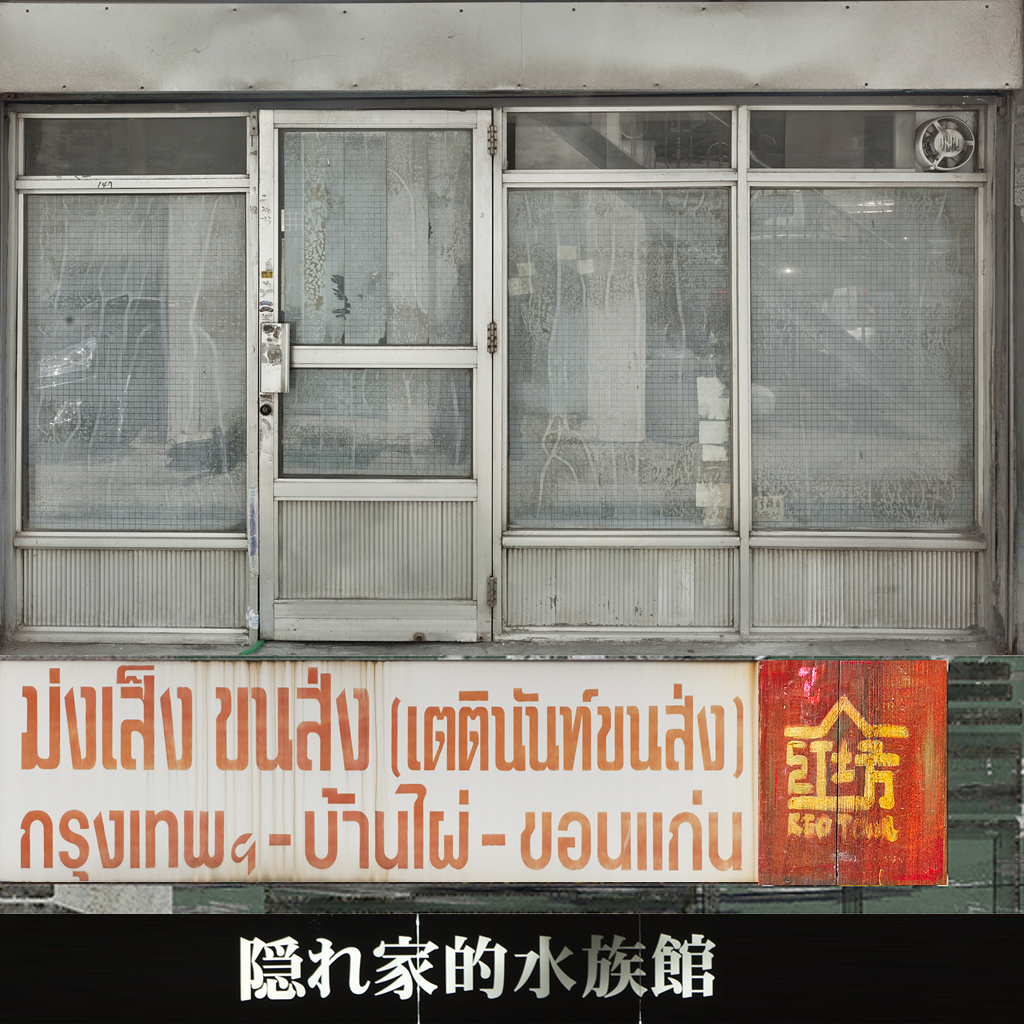 ม่งเส็ง ขนส่ง (เตตินันท์ขนส่ง)
กรุงเทพฯ - บ้านไผ่ - ขอนแก่น
隠れ家的水族館